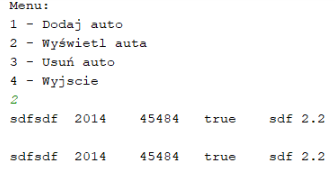 Menu:
1 - Dodaj auto
2 - Wyświetl auta
3 - Usuń auto
4 - Wyjscie
2
sdfsdf 2014 45484 true sdf 2.2
sdfsdf 2014 45484 true sdf 2.2